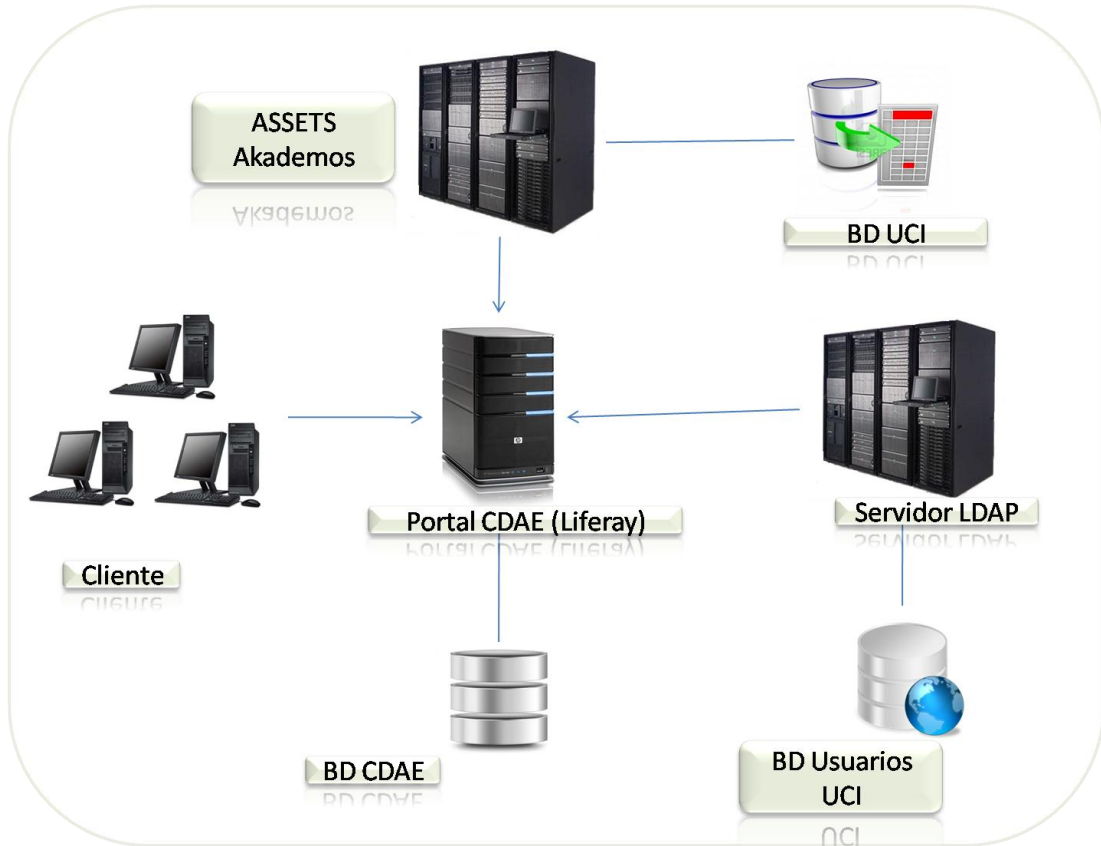 ASSETS
Akademos
BD UCI
Portal CDAE (Liferay)
Servidor LDAP
Cliente
BD CDAE
BD Usuarios
UCI